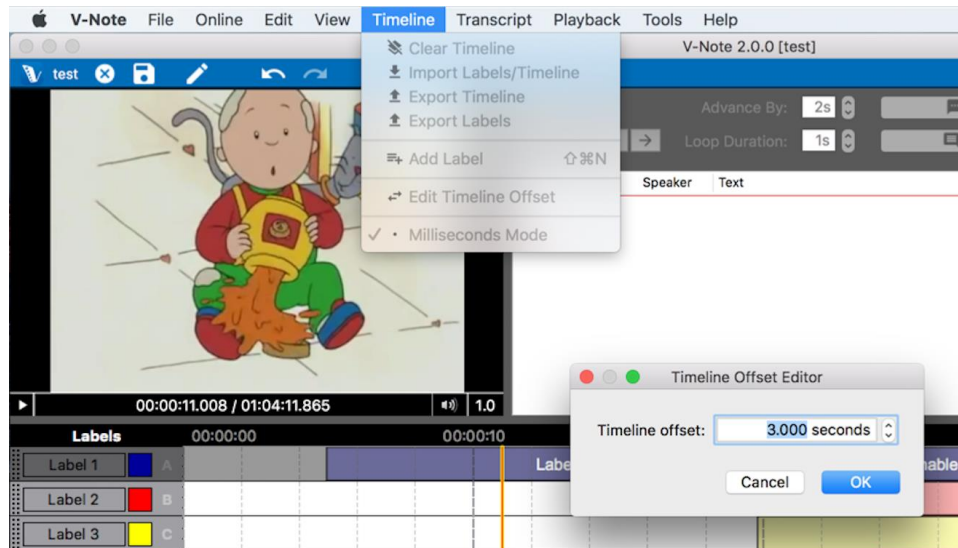 V-Note File Online Edit View Timeline Transcript Playback Tools Help
V-Note 2.0.0 [test]
test
Clear Timeline
Import Labels/Timeline
Export Timeline
Export Labels
Add Label ⇧⌘N
Edit Timeline Offset
✓ • Milliseconds Mode
Advance By: 2s
Loop Duration: 1s
Speaker Text
00:00:11.008 / 01:04:11.865 1.0
Timeline Offset Editor
Timeline offset: 3.000 seconds
Cancel OK
Labels 00:00:00 00:00:10
Label 1 A
Label 2 B
Label 3 C